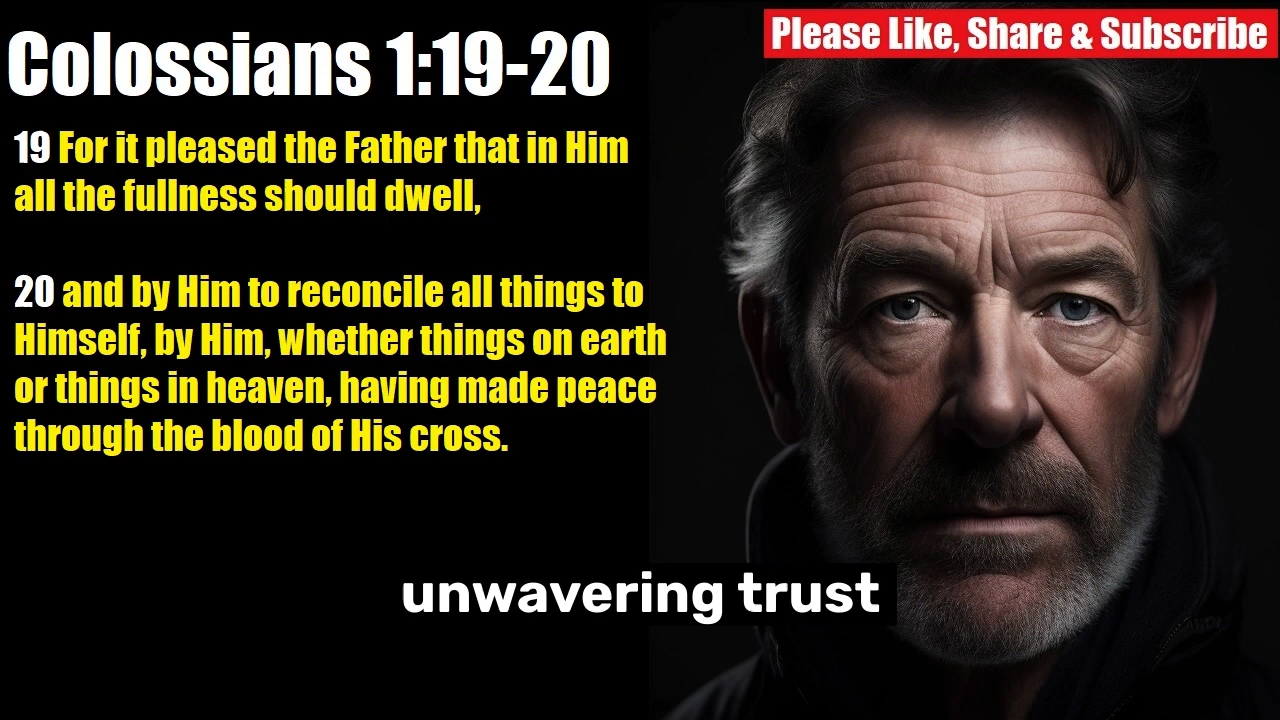 Please Like, Share & Subscribe
Colossians 1:19-20
19 For it pleased the Father that in Him
all the fullness should dwell,
20 and by Him to reconcile all things to
Himself, by Him, whether things on earth
or things in heaven, having made peace
through the blood of His cross.
unwavering trust